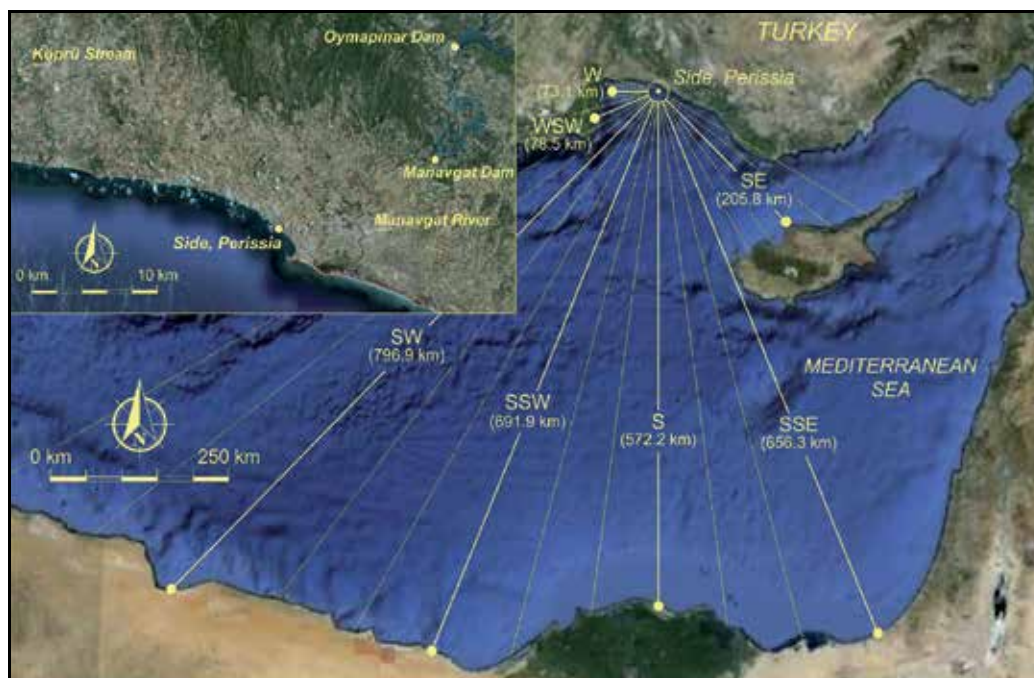 Köprü Stream
Oymapınar Dam
Manavgat Dam
Manavgat River
Side, Perissia
0 km
10 km
N
TURKEY
Side, Perissia
W
(73.1 km)
WSW
(78.5 km)
SE
(205.8 km)
SW
(796.9 km)
SSW
(691.9 km)
S
(572.2 km)
SSE
(656.3 km)
MEDITERRANEAN
SEA
N
0 km
250 km